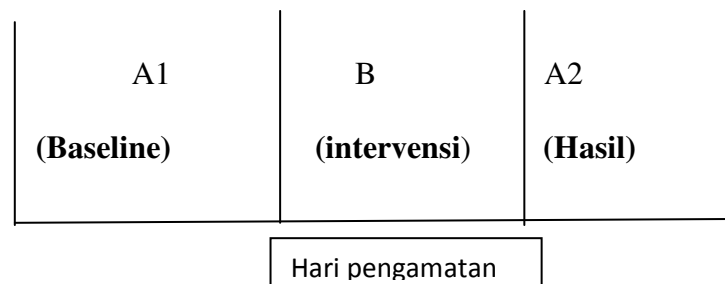 A1 B A2
(Baseline) (intervensi) (Hasil)
Hari pengamatan